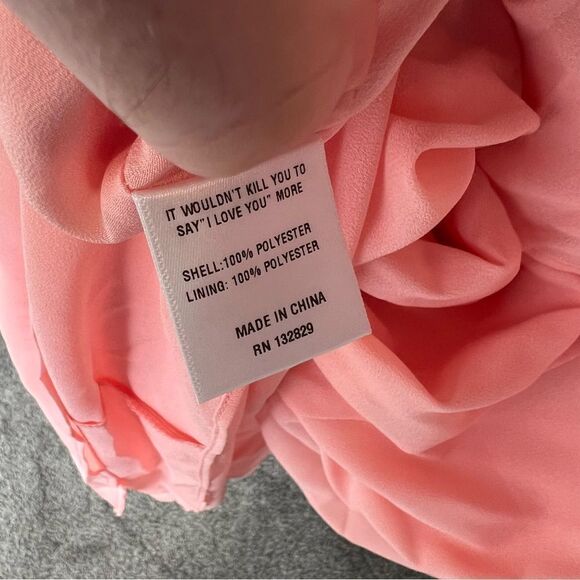 IT WOULDN'T KILL YOU TO
SAY"I LOVE YOU" MORE
SHELL:100% POLYESTER
LINING: 100% POLYESTER
MADE IN CHINA
RN 132829